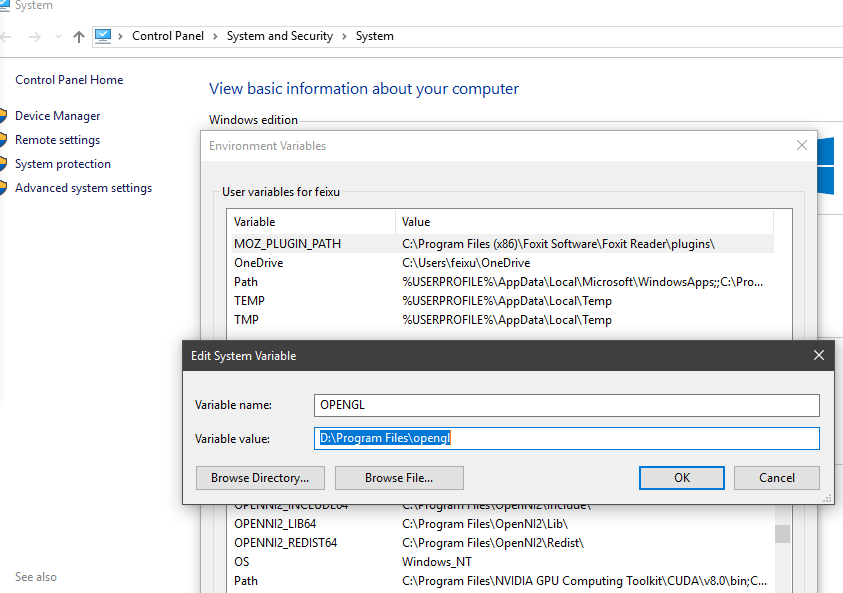 System
Control Panel > System and Security > System
Control Panel Home
Device Manager
Remote settings
System protection
Advanced system settings
See also
View basic information about your computer
Windows edition
Environment Variables
User variables for feixu
Variable Value
MOZ_PLUGIN_PATH C:\Program Files (x86)\Foxit Software\Foxit Reader\plugins\
OneDrive C:\Users\feixu\OneDrive
Path %USERPROFILE%\AppData\Local\Microsoft\WindowsApps;;C:\Pro...
TEMP %USERPROFILE%\AppData\Local\Temp
TMP %USERPROFILE%\AppData\Local\Temp
Edit System Variable
Variable name: OPENGL
Variable value: D:\Program Files\opengl
Browse Directory... Browse File... OK Cancel
OPENNI2_INCLUDE64 C:\Program Files\OpenNI2\Include\
OPENNI2_LIB64 C:\Program Files\OpenNI2\Lib\
OPENNI2_REDIST64 C:\Program Files\OpenNI2\Redist\
OS Windows_NT
Path C:\Program Files\NVIDIA GPU Computing Toolkit\CUDA\v8.0\bin;C...